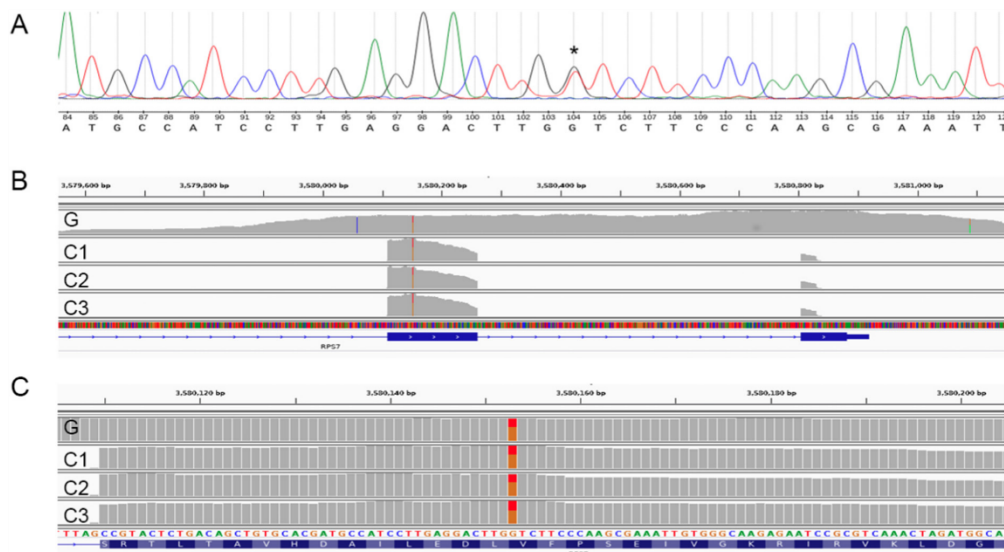 A
*
84 85 86 87 88 89 90 91 92 93 94 95 96 97 98 99 100 101 102 103 104 105 106 107 108 109 110 111 112 113 114 115 116 117 118 119 120 12
A T G C C A T C C T T G A G G A C T T G G T C T T C C C A A G C G A A A T T
B
3,579,600 bp 3,579,800 bp 3,580,000 bp 3,580,200 bp 3,580,400 bp 3,580,600 bp 3,580,800 bp 3,581,000 bp
G
C1
C2
C3
RPS7
C
3,580,120 bp 3,580,140 bp 3,580,160 bp 3,580,180 bp 3,580,200 bp
G
C1
C2
C3
TTAGCCGTACTCTGACAGCTGTGCACGATGCCATCCTTGAGGACTTGGTCTTCCCAAGCGAAATTGTGGGCAAGAGAATCCGCGTCAAACTAGATGGCA
S R T L T A V H D A I L E D L V F P S E I V G K R I R V K L D G